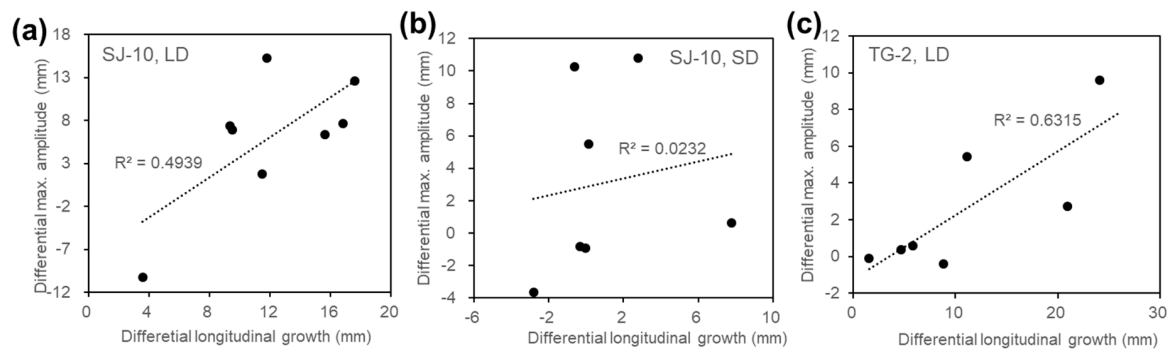 (a)
SJ-10, LD
R² = 0.4939
Differential max. amplitude (mm)
18
13
8
3
-2
-7
-12
0
4
8
12
16
20
Differetial longitudinal growth (mm)
(b)
SJ-10, SD
R² = 0.0232
Differential max. amplitude (mm)
12
10
8
6
4
2
0
-2
-4
-6
-2
2
6
10
Differetial longitudinal growth (mm)
(c)
TG-2, LD
R² = 0.6315
Differential max. amplitude (mm)
12
10
8
6
4
2
0
-2
0
10
20
30
Differetial longitudinal growth (mm)